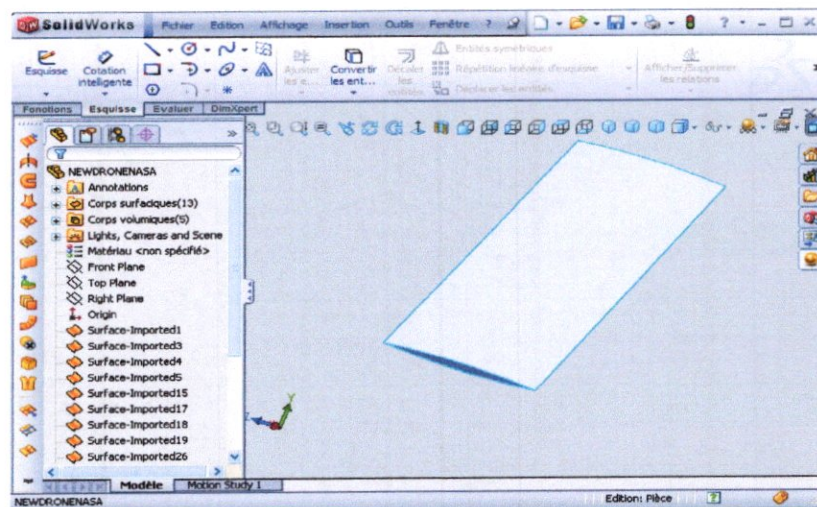 SolidWorks Fichier Edition Affichage Insertion Outils Fenêtre ?
Esquisse
Cotation intelligente
Ajuster les e...
Convertir les ent...
Décaler les entités
Entités symétriques
Répétition linéaire d'esquisse
Déplacer les entités
Afficher/Supprimer les relations
Fonctions Esquisse Evaluer DimXpert
NEWDRONENASA
Annotations
Corps surfaciques(13)
Corps volumiques(5)
Lights, Cameras and Scene
Matériau <non spécifié>
Front Plane
Top Plane
Right Plane
Origin
Surface-Imported1
Surface-Imported3
Surface-Imported4
Surface-Imported5
Surface-Imported15
Surface-Imported17
Surface-Imported18
Surface-Imported19
Surface-Imported26
Y
Z
Modèle Motion Study 1
NEWDRONENASA Edition: Pièce